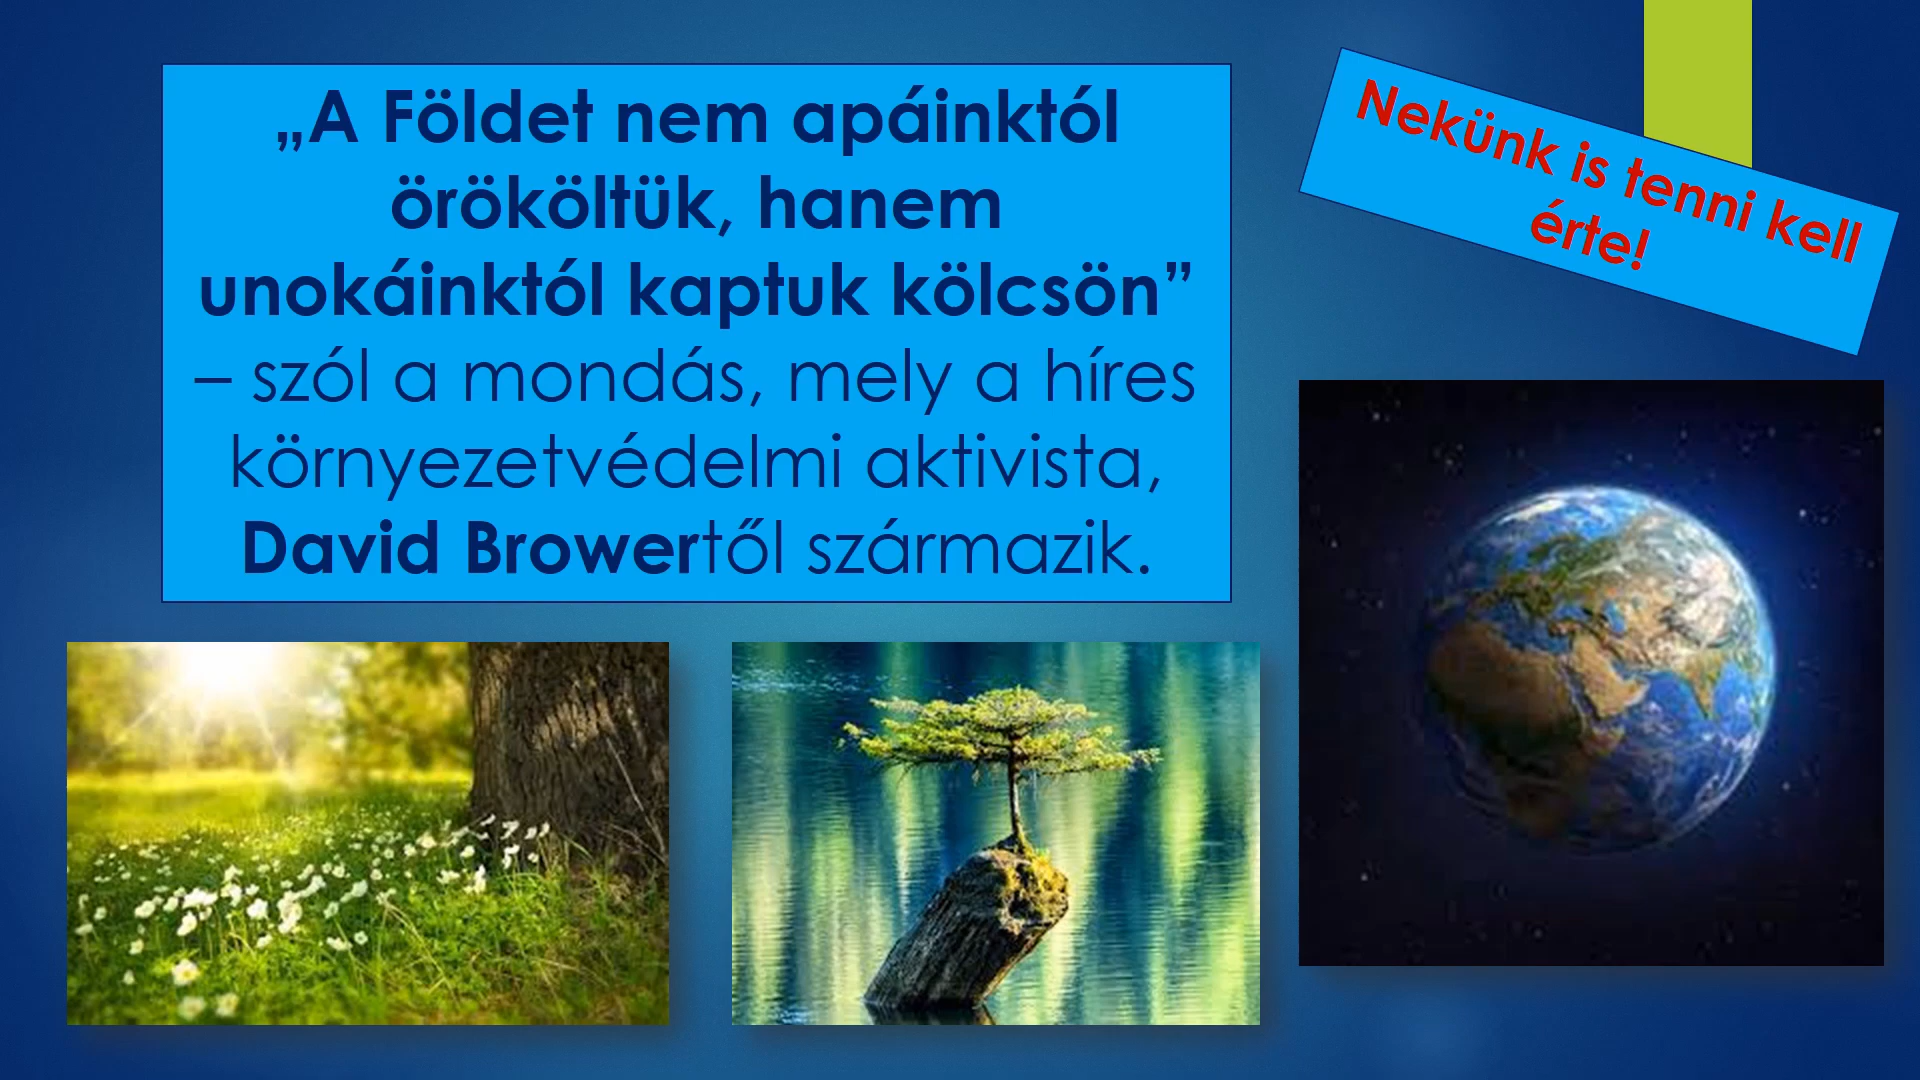 „A Földet nem apáinktól
örököltük, hanem
unokáinktól kaptuk kölcsön”
– szól a mondás, mely a híres
környezetvédelmi aktivista,
David Browertől származik.
Nekünk is tenni kell
érte!